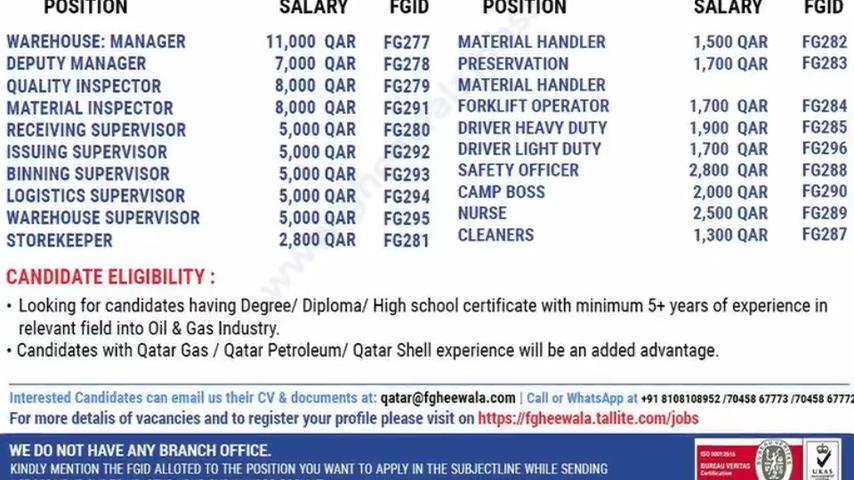 POSITION SALARY FGID POSITION SALARY FGID
WAREHOUSE: MANAGER 11,000 QAR FG277 MATERIAL HANDLER 1,500 QAR FG282
DEPUTY MANAGER 7,000 QAR FG278 PRESERVATION 1,700 QAR FG283
QUALITY INSPECTOR 8,000 QAR FG279 MATERIAL HANDLER
MATERIAL INSPECTOR 8,000 QAR FG291 FORKLIFT OPERATOR 1,700 QAR FG284
RECEIVING SUPERVISOR 5,000 QAR FG280 DRIVER HEAVY DUTY 1,900 QAR FG285
ISSUING SUPERVISOR 5,000 QAR FG292 DRIVER LIGHT DUTY 1,700 QAR FG296
BINNING SUPERVISOR 5,000 QAR FG293 SAFETY OFFICER 2,800 QAR FG288
LOGISTICS SUPERVISOR 5,000 QAR FG294 CAMP BOSS 2,000 QAR FG290
WAREHOUSE SUPERVISOR 5,000 QAR FG295 NURSE 2,500 QAR FG289
STOREKEEPER 2,800 QAR FG281 CLEANERS 1,300 QAR FG287
CANDIDATE ELIGIBILITY :
• Looking for candidates having Degree/ Diploma/ High school certificate with minimum 5+ years of experience in
relevant field into Oil & Gas Industry.
• Candidates with Qatar Gas / Qatar Petroleum/ Qatar Shell experience will be an added advantage.
Interested Candidates can email us their CV & documents at: qatar@fgheewala.com | Call or WhatsApp at +91 8108108952 /70458 67773 /70458 67772
For more detalis of vacancies and to register your profile please visit on https://fgheewala.tallite.com/jobs
WE DO NOT HAVE ANY BRANCH OFFICE.
KINDLY MENTION THE FGID ALLOTED TO THE POSITION YOU WANT TO APPLY IN THE SUBJECTLINE WHILE SENDING
BUREAU VERITAS
Certification
UKAS